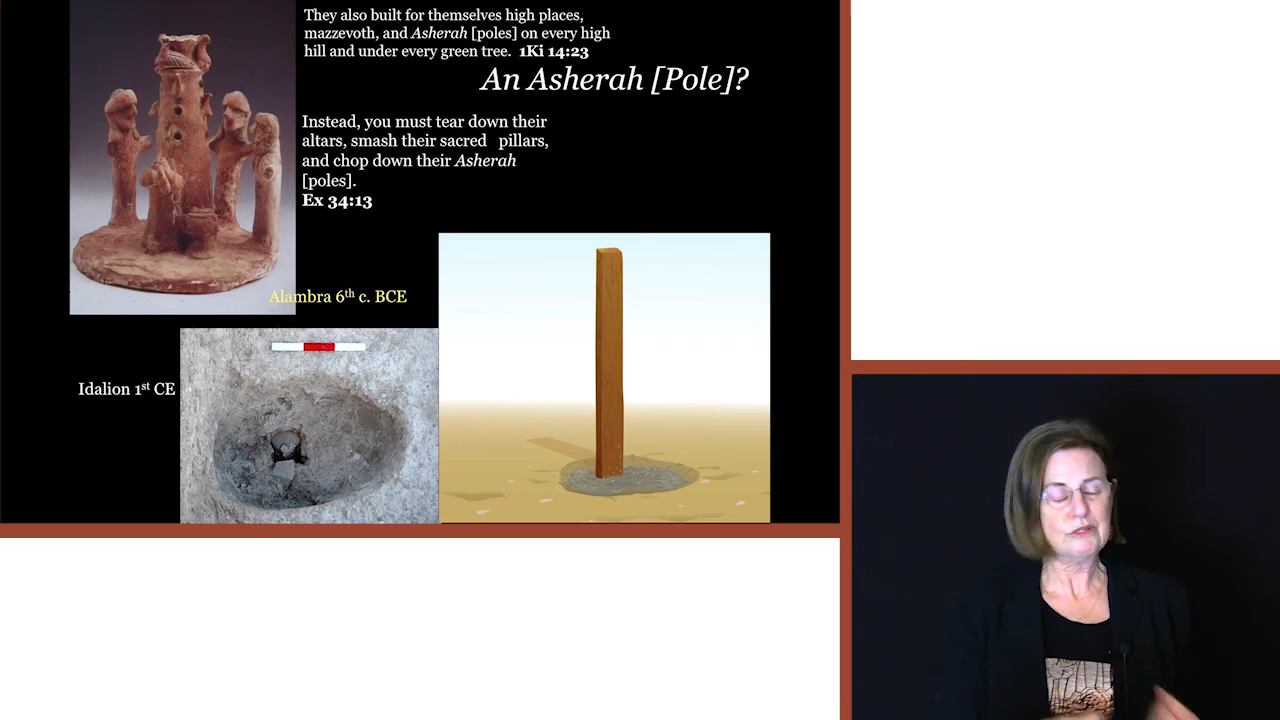 They also built for themselves high places,
mazzevoth, and Asherah [poles] on every high
hill and under every green tree. 1Ki 14:23
An Asherah [Pole]?
Instead, you must tear down their
altars, smash their sacred pillars,
and chop down their Asherah
[poles].
Ex 34:13
Alambra 6th c. BCE
Idalion 1st CE